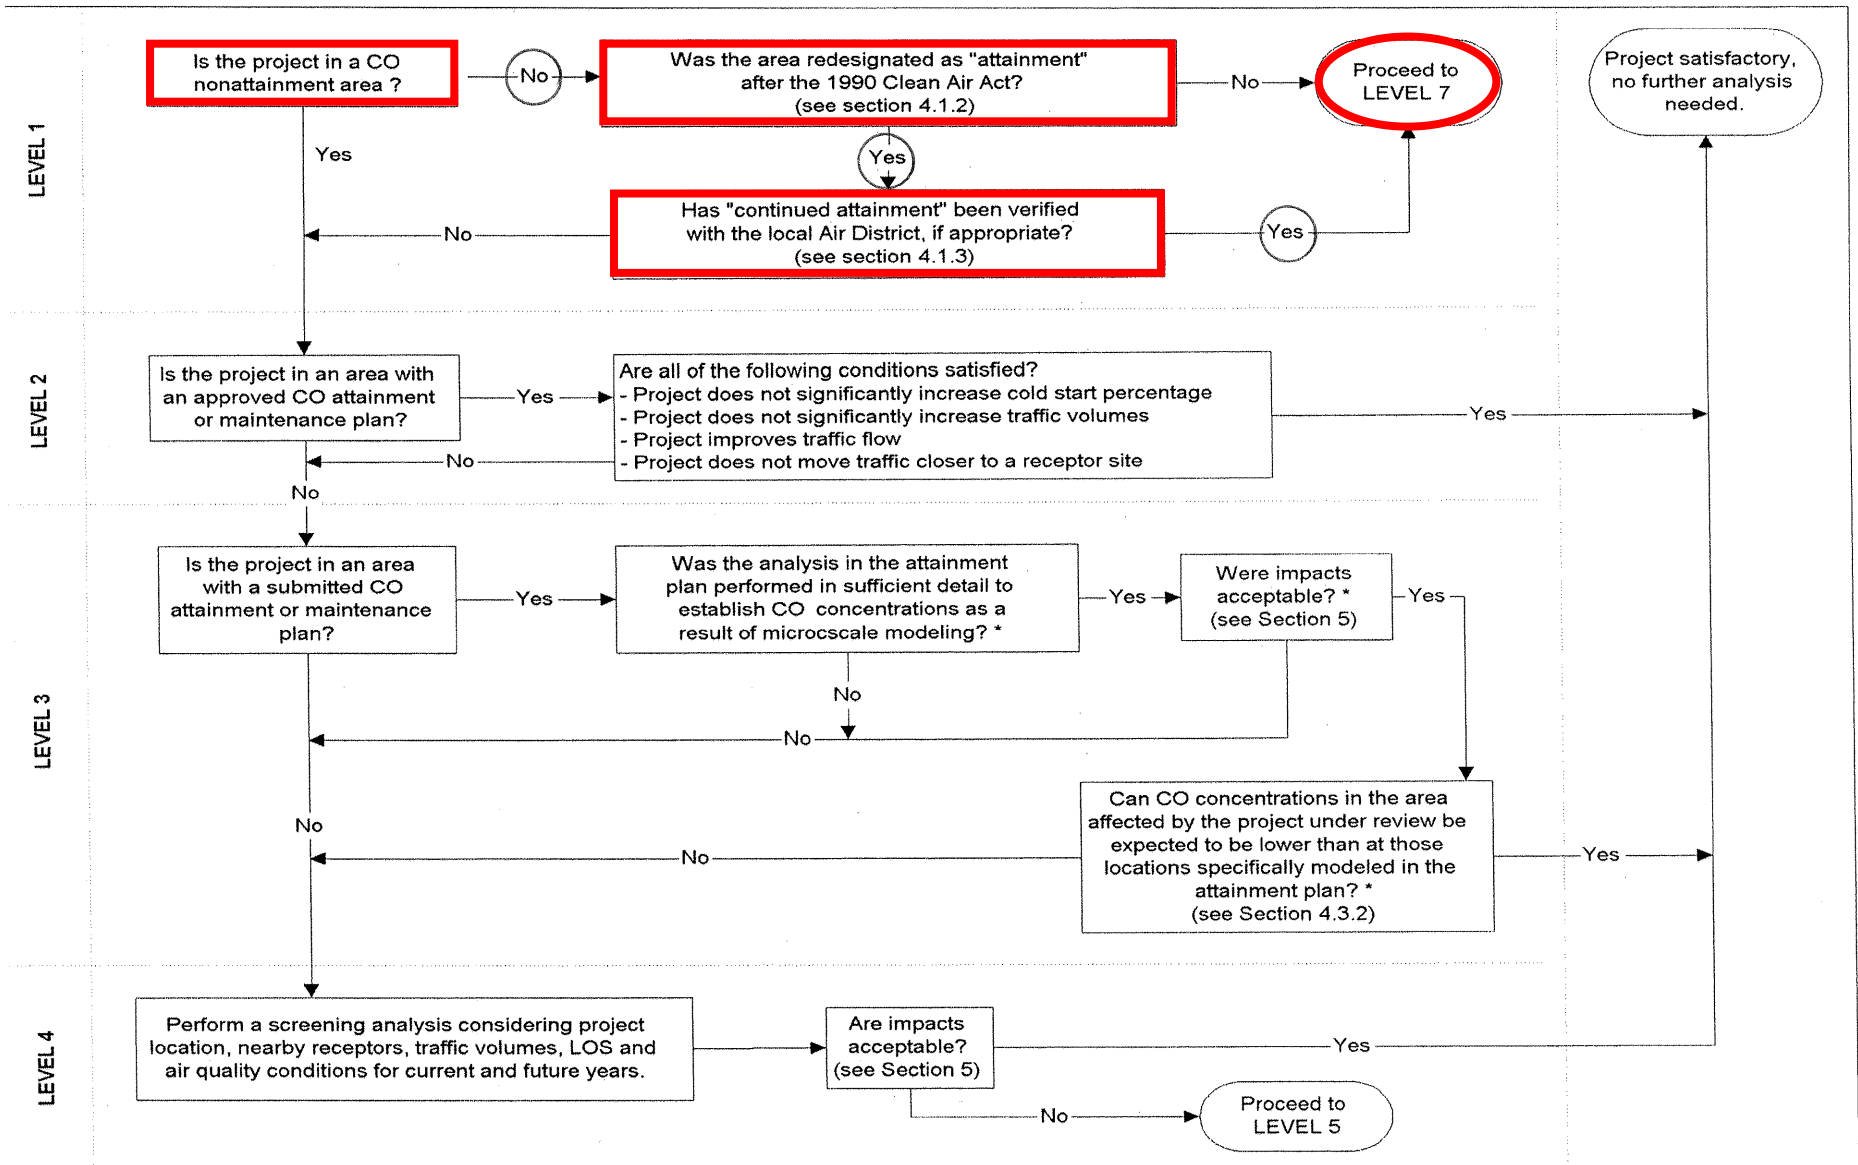 LEVEL 1
Is the project in a CO
nonattainment area ?
No
Was the area redesignated as "attainment"
after the 1990 Clean Air Act?
(see section 4.1.2)
No
Proceed to
LEVEL 7
Project satisfactory,
no further analysis
needed.
Yes
Yes
Has "continued attainment" been verified
with the local Air District, if appropriate?
(see section 4.1.3)
No
Yes
LEVEL 2
Is the project in an area with
an approved CO attainment
or maintenance plan?
Yes
Are all of the following conditions satisfied?
- Project does not significantly increase cold start percentage
- Project does not significantly increase traffic volumes
- Project improves traffic flow
- Project does not move traffic closer to a receptor site
Yes
No
No
LEVEL 3
Is the project in an area
with a submitted CO
attainment or maintenance
plan?
Yes
Was the analysis in the attainment
plan performed in sufficient detail to
establish CO concentrations as a
result of microcscale modeling? *
Yes
Were impacts
acceptable? *
(see Section 5)
Yes
No
No
No
Can CO concentrations in the area
affected by the project under review be
expected to be lower than at those
locations specifically modeled in the
attainment plan? *
(see Section 4.3.2)
No
Yes
LEVEL 4
Perform a screening analysis considering project
location, nearby receptors, traffic volumes, LOS and
air quality conditions for current and future years.
Are impacts
acceptable?
(see Section 5)
Yes
No
Proceed to
LEVEL 5